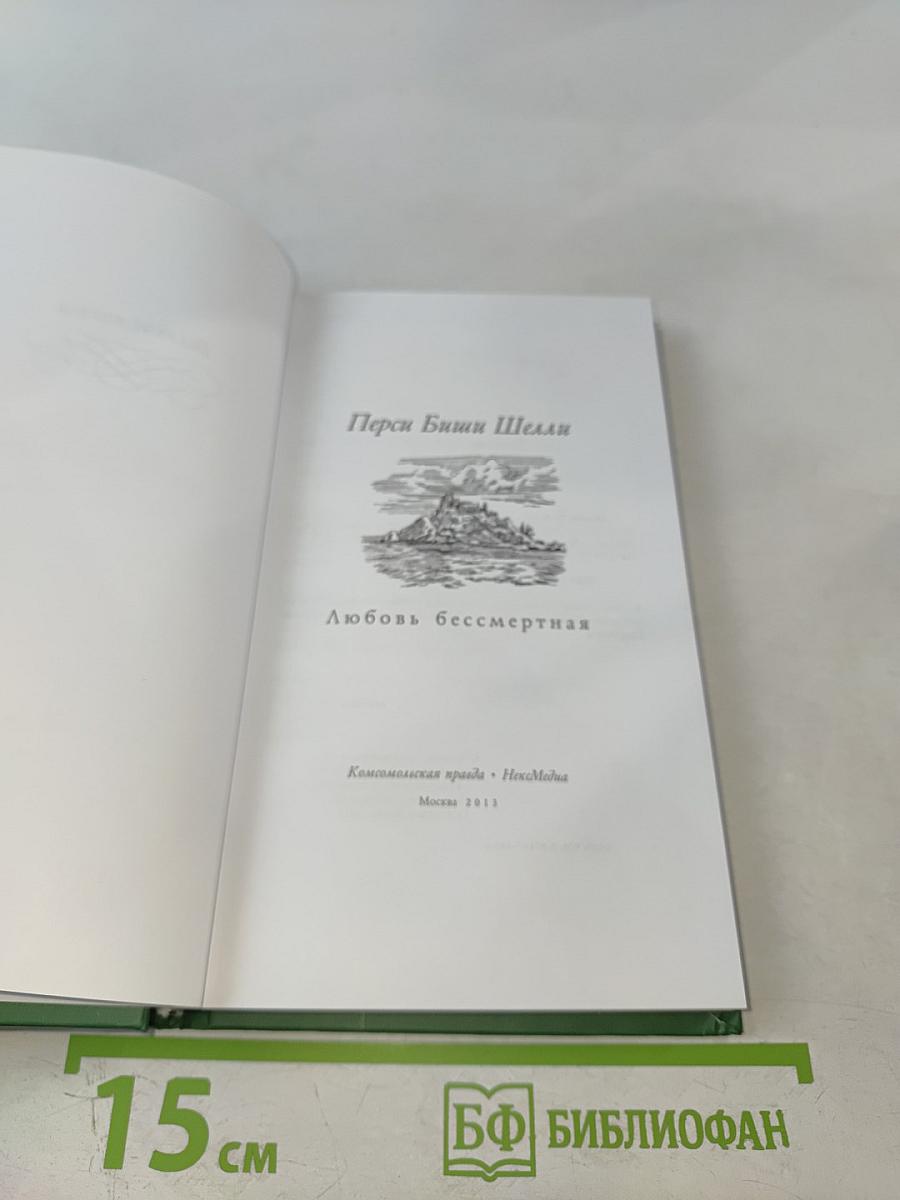 Перси Биши Шелли
Любовь бессмертная
Комсомольская правда • НексМедиа
Москва 2013
15 см
БФ БИБЛИОФАН